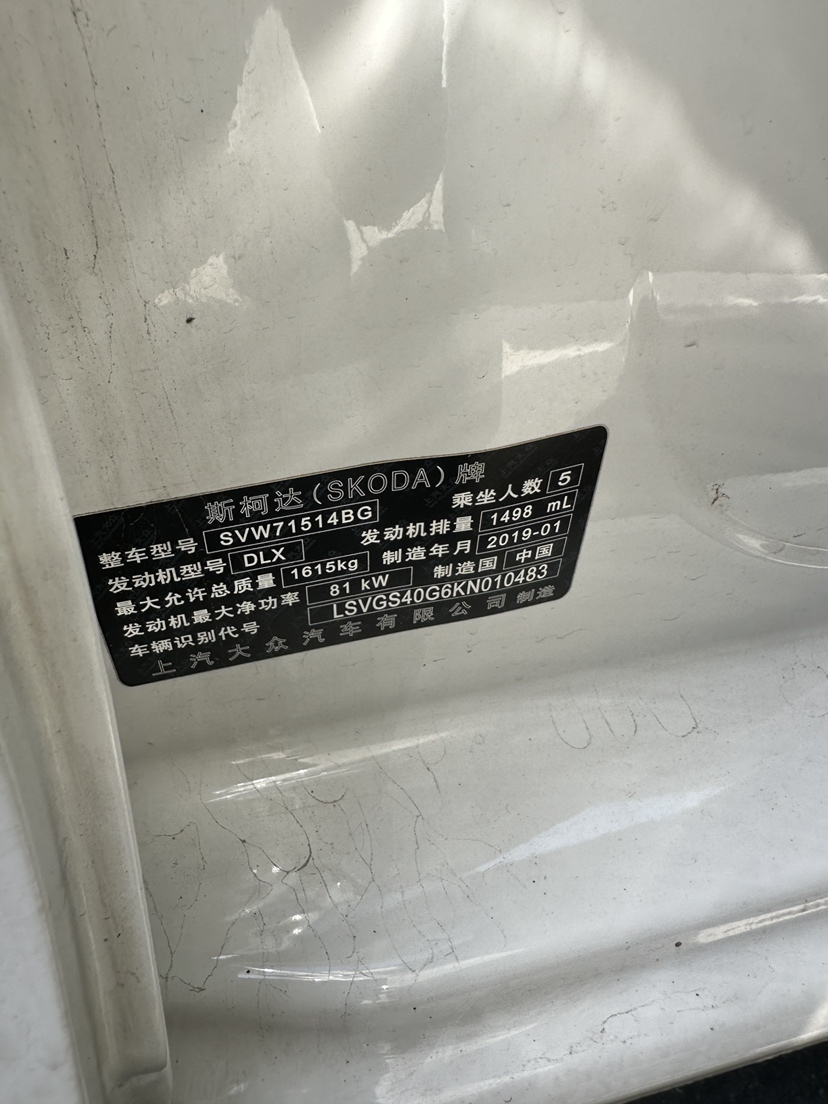 斯柯达(SKODA)牌
整车型号 SVW71514BG 乘坐人数 5
发动机型号 DLX 发动机排量 1498 mL
最大允许总质量 1615kg 制造年月 2019-01
发动机最大净功率 81 kW 制造国 中国
车辆识别代号 LSVGS40G6KN010483
上汽大众汽车有限公司制造